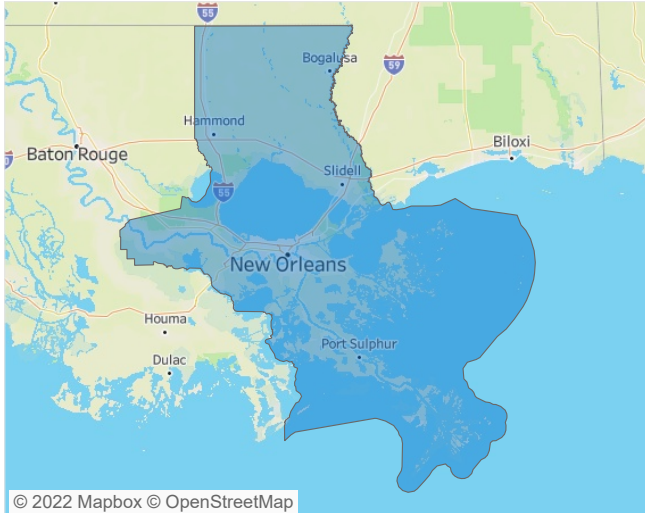 55
Bogalusa
59
Hammond
Biloxi
Baton Rouge
Slidell
55
New Orleans
Houma
Port Sulphur
Dulac
© 2022 Mapbox © OpenStreetMap